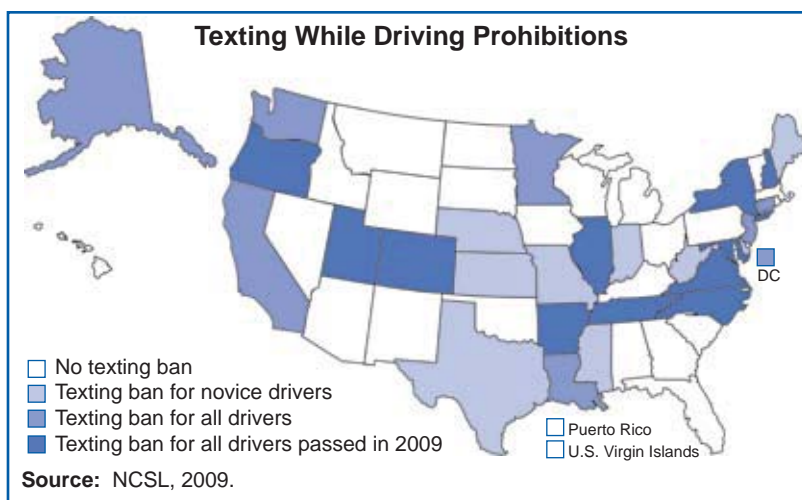 Texting While Driving Prohibitions
DC
No texting ban
Texting ban for novice drivers
Texting ban for all drivers
Texting ban for all drivers passed in 2009
Puerto Rico
U.S. Virgin Islands
Source: NCSL, 2009.